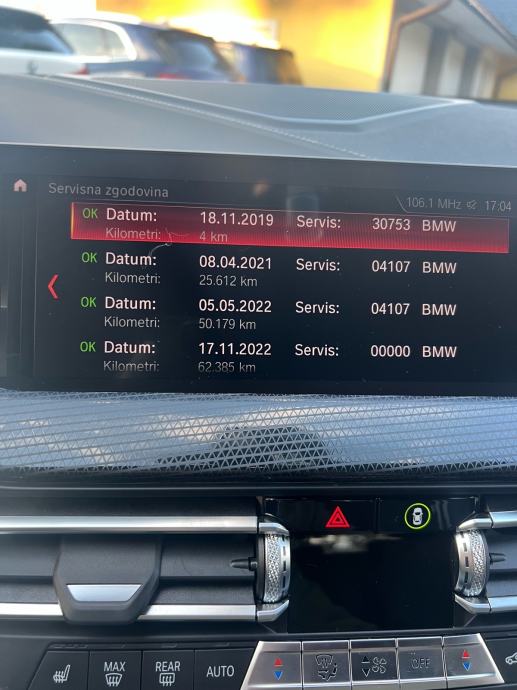 Servisna zgodovina
106.1 MHz 17:04
OK Datum: 18.11.2019 Servis: 30753 BMW
Kilometri: 4 km
OK Datum: 08.04.2021 Servis: 04107 BMW
Kilometri: 25.612 km
OK Datum: 05.05.2022 Servis: 04107 BMW
Kilometri: 50.179 km
OK Datum: 17.11.2022 Servis: 00000 BMW
Kilometri: 62.385 km
MAX REAR AUTO OFF